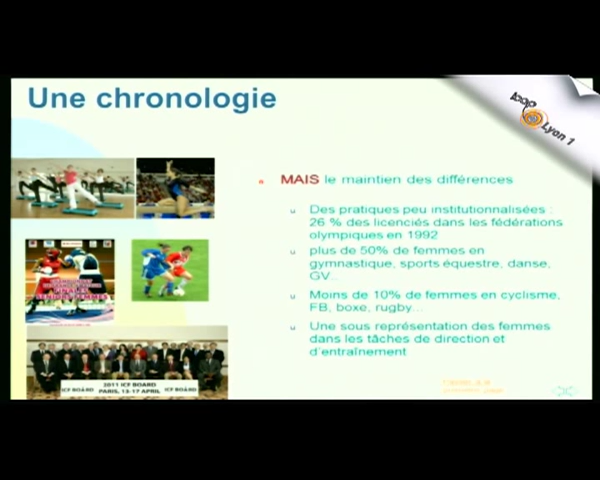 Une chronologie
Lyon 1
MAIS le maintien des différences
Des pratiques peu institutionnalisées :
26 % des licenciés dans les fédérations
olympiques en 1992
plus de 50% de femmes en
gymnastique, sports équestre, danse,
GV...
Moins de 10% de femmes en cyclisme,
FB, boxe, rugby...
Une sous représentation des femmes
dans les tâches de direction et
d'entraînement
FINALES
SENIORS FEMMES
2011 ICF BOARD
ICF BOARD PARIS, 13-17 APRIL ICF BOARD